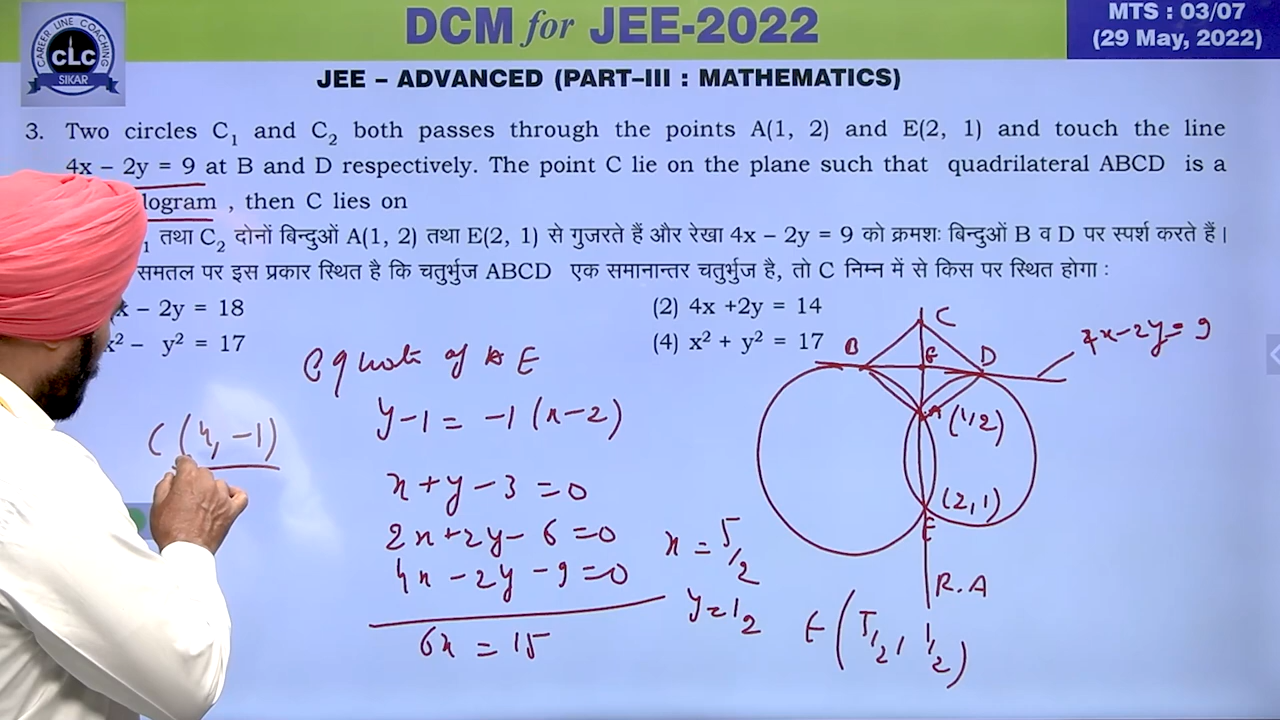 DCM for JEE-2022
MTS : 03/07
(29 May, 2022)
CAREER LINE COACHING
CLC
SIKAR
JEE – ADVANCED (PART–III : MATHEMATICS)
3. Two circles C₁ and C₂ both passes through the points A(1, 2) and E(2, 1) and touch the line
4x – 2y = 9 at B and D respectively. The point C lie on the plane such that quadrilateral ABCD is a
logram , then C lies on
तथा C₂ दोनों बिन्दुओं A(1, 2) तथा E(2, 1) से गुजरते हैं और रेखा 4x – 2y = 9 को क्रमशः बिन्दुओं B व D पर स्पर्श करते हैं।
समतल पर इस प्रकार स्थित है कि चतुर्भुज ABCD एक समानान्तर चतुर्भुज है, तो C निम्न में से किस पर स्थित होगा :
– 2y = 18
(2) 4x +2y = 14
x² – y² = 17
(4) x² + y² = 17
C
B
D
4x-2y= 9
A (1,2)
(2,1)
E
R.A
E
y-1 = -1 (x-2)
C (4, -1)
x+y-3=0
2x+2y-6=0
4x-2y-9=0
6x = 15
x = 5/2
y=1/2
F (5/2, 1/2)